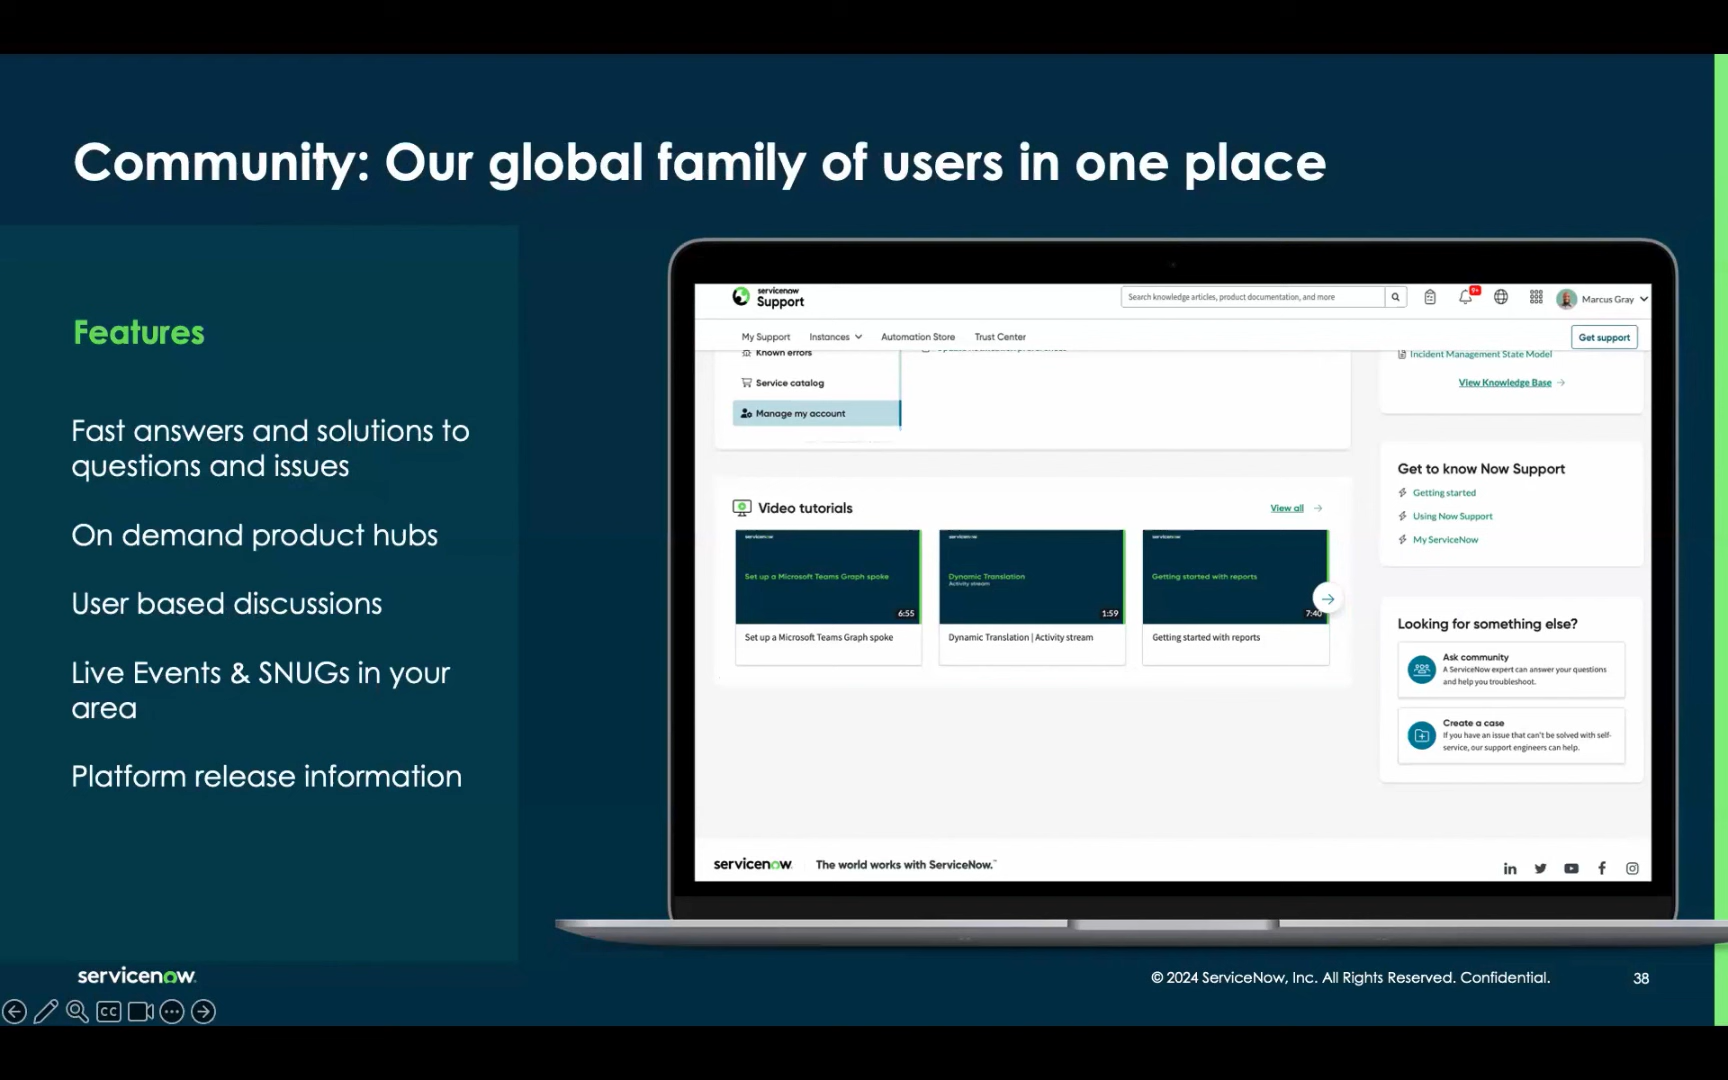 Community: Our global family of users in one place
Features
Fast answers and solutions to
questions and issues
On demand product hubs
User based discussions
Live Events & SNUGs in your
area
Platform release information
servicenow
Support
Search knowledge articles, product documentation, and more
9+
Marcus Gray
My Support
Instances
Automation Store
Trust Center
Get support
Known errors
Service catalog
Manage my account
Incident Management State Model
View Knowledge Base
Video tutorials
View all
servicenow
Set up a Microsoft Teams Graph spoke
6:55
Set up a Microsoft Teams Graph spoke
servicenow
Dynamic Translation
Activity stream
1:59
Dynamic Translation | Activity stream
servicenow
Getting started with reports
7:40
Getting started with reports
Get to know Now Support
Getting started
Using Now Support
My ServiceNow
Looking for something else?
Ask community
A ServiceNow expert can answer your questions
and help you troubleshoot.
Create a case
If you have an issue that can't be solved with self-
service, our support engineers can help.
servicenow.
The world works with ServiceNow.™
servicenow.
© 2024 ServiceNow, Inc. All Rights Reserved. Confidential.
38
CC